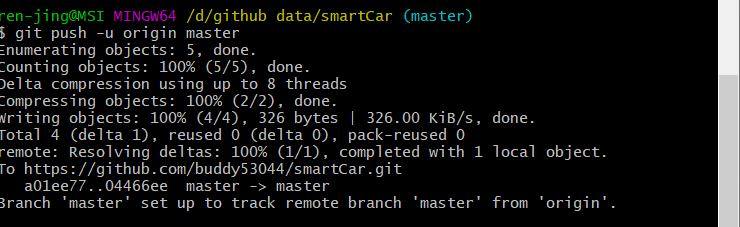 ren-jing@MSI MINGW64 /d/github data/smartCar (master)
$ git push -u origin master
Enumerating objects: 5, done.
Counting objects: 100% (5/5), done.
Delta compression using up to 8 threads
Compressing objects: 100% (2/2), done.
Writing objects: 100% (4/4), 326 bytes | 326.00 KiB/s, done.
Total 4 (delta 1), reused 0 (delta 0), pack-reused 0
remote: Resolving deltas: 100% (1/1), completed with 1 local object.
To https://github.com/buddy53044/smartCar.git
   a01ee77..04466ee  master -> master
Branch 'master' set up to track remote branch 'master' from 'origin'.